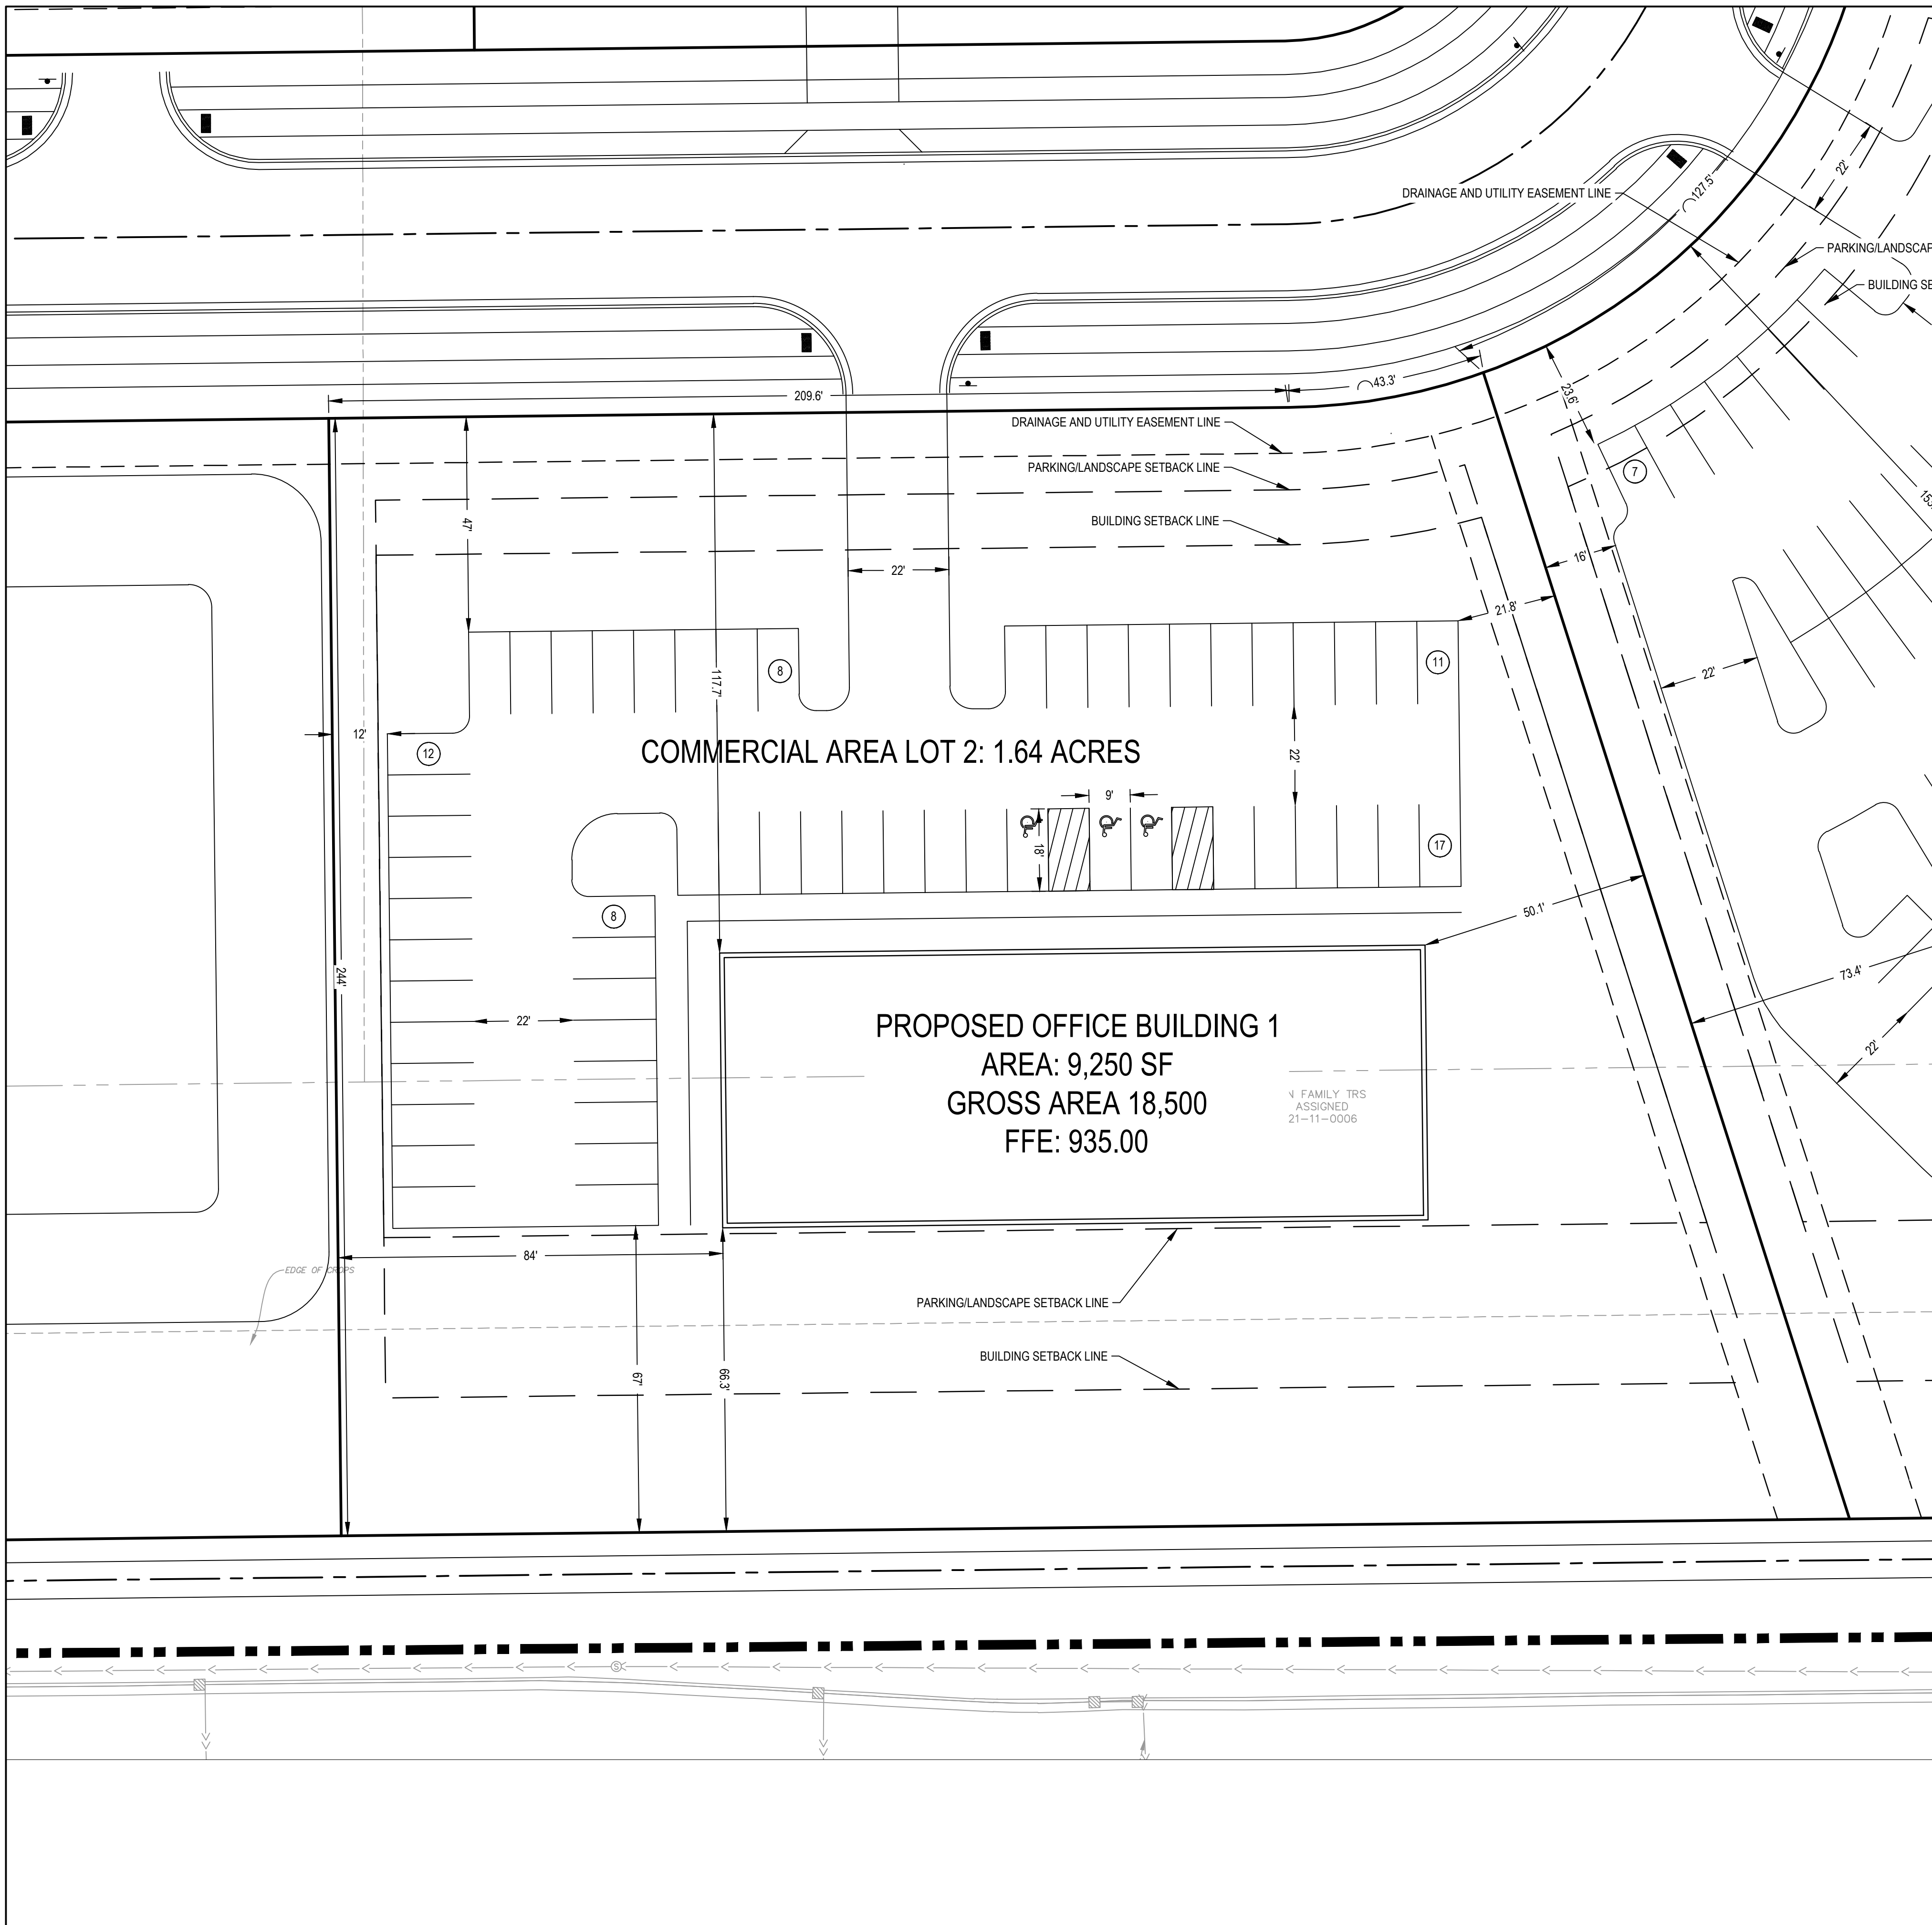 127.5'
22'
DRAINAGE AND UTILITY EASEMENT LINE
PARKING/LANDSCAP
BUILDING SE
209.6'
43.3'
23.6'
DRAINAGE AND UTILITY EASEMENT LINE
PARKING/LANDSCAPE SETBACK LINE
7
BUILDING SETBACK LINE
47'
22'
16'
21.8'
8
117.7'
11
22'
12'
12
COMMERCIAL AREA LOT 2: 1.64 ACRES
22'
9'
18'
17
8
50.1'
73.4'
244'
22'
PROPOSED OFFICE BUILDING 1
AREA: 9,250 SF
GROSS AREA 18,500
FFE: 935.00
N FAMILY TRS
ASSIGNED
21-11-0006
22'
84'
EDGE OF CROPS
PARKING/LANDSCAPE SETBACK LINE
BUILDING SETBACK LINE
67'
66.3'
S